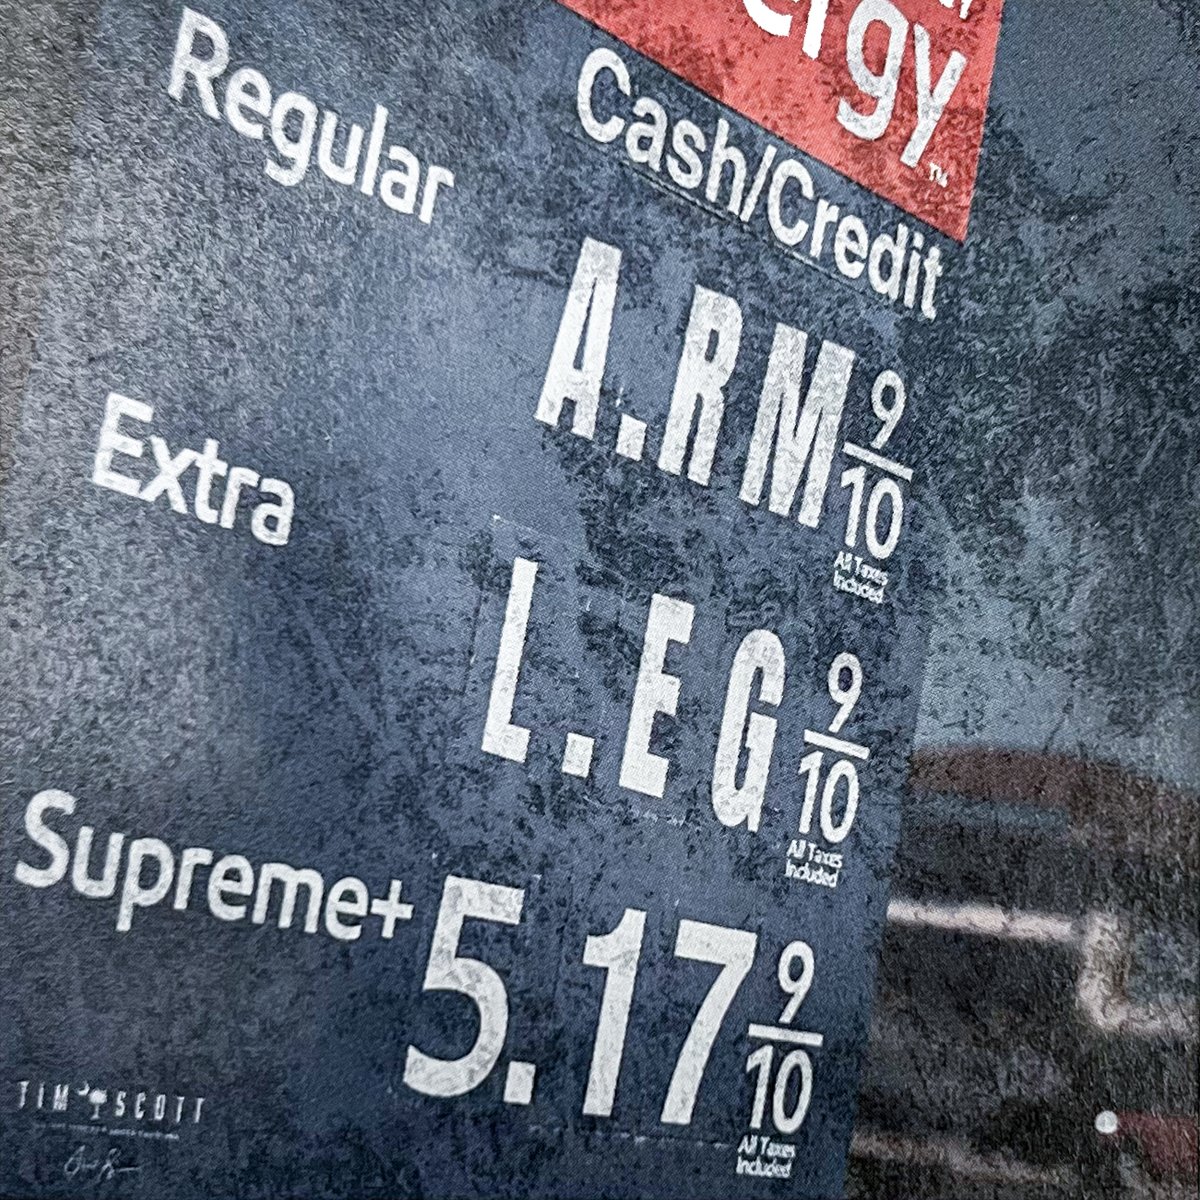 ergy™
Cash/Credit
Regular
A.RM 9/10
All Taxes
Included
Extra
L.EG 9/10
All Taxes
Included
Supreme+
5.17 9/10
All Taxes
Included
TIM SCOTT